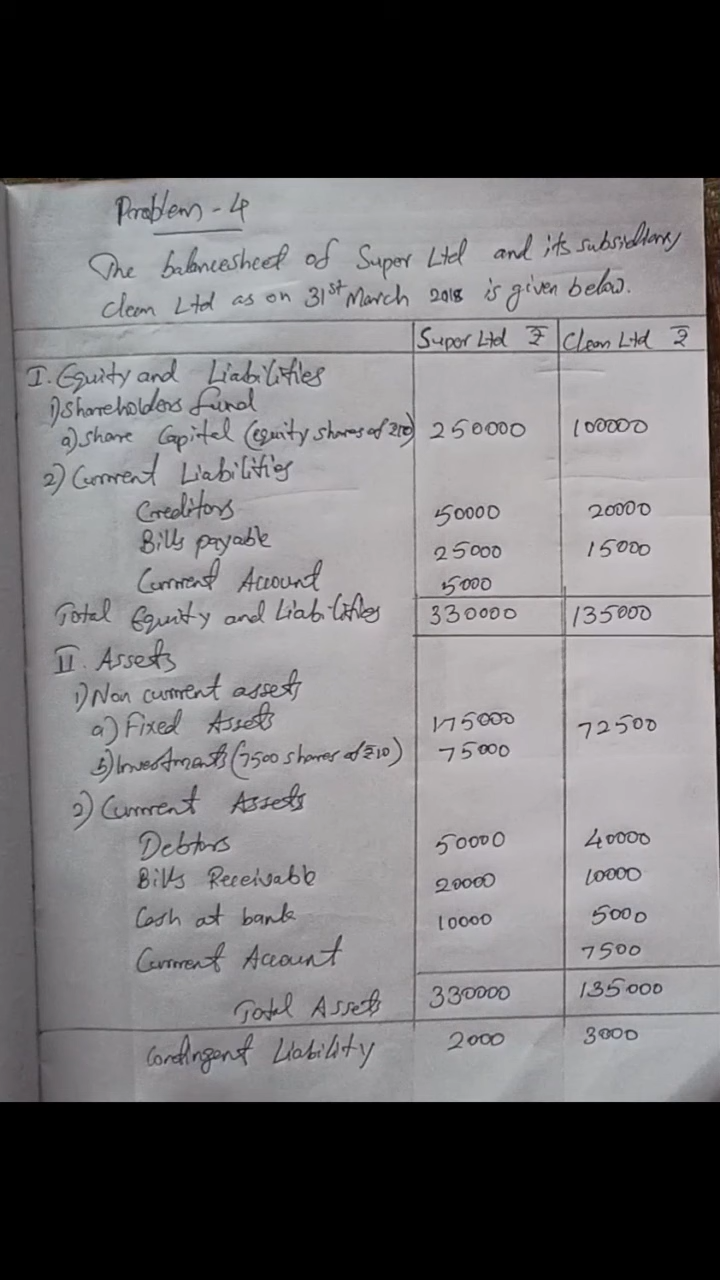 Problem - 4
The balancesheet of Super Ltd and its subsidiary
Clean Ltd as on 31st March 2018 is given below.
Super Ltd ₹ Clean Ltd ₹
I. Equity and Liabilities
1) Shareholders fund
a) Share Capital (equity shares of ₹10) 250000 100000
2) Current Liabilities
Creditors 50000 20000
Bills payable 25000 15000
Current Account 5000
Total Equity and Liabilities 330000 135000
II. Assets
1) Non current assets
a) Fixed Assets 175000 72500
b) Investments (7500 shares of ₹10) 75000
2) Current Assets
Debtors 50000 40000
Bills Receivable 20000 10000
Cash at bank 10000 5000
Current Account 7500
Total Assets 330000 135000
Contingent Liability 2000 3000